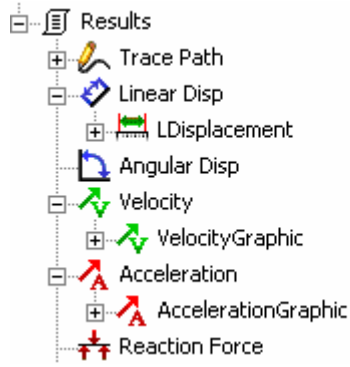 Results
Trace Path
Linear Disp
LDisplacement
Angular Disp
Velocity
VelocityGraphic
Acceleration
AccelerationGraphic
Reaction Force